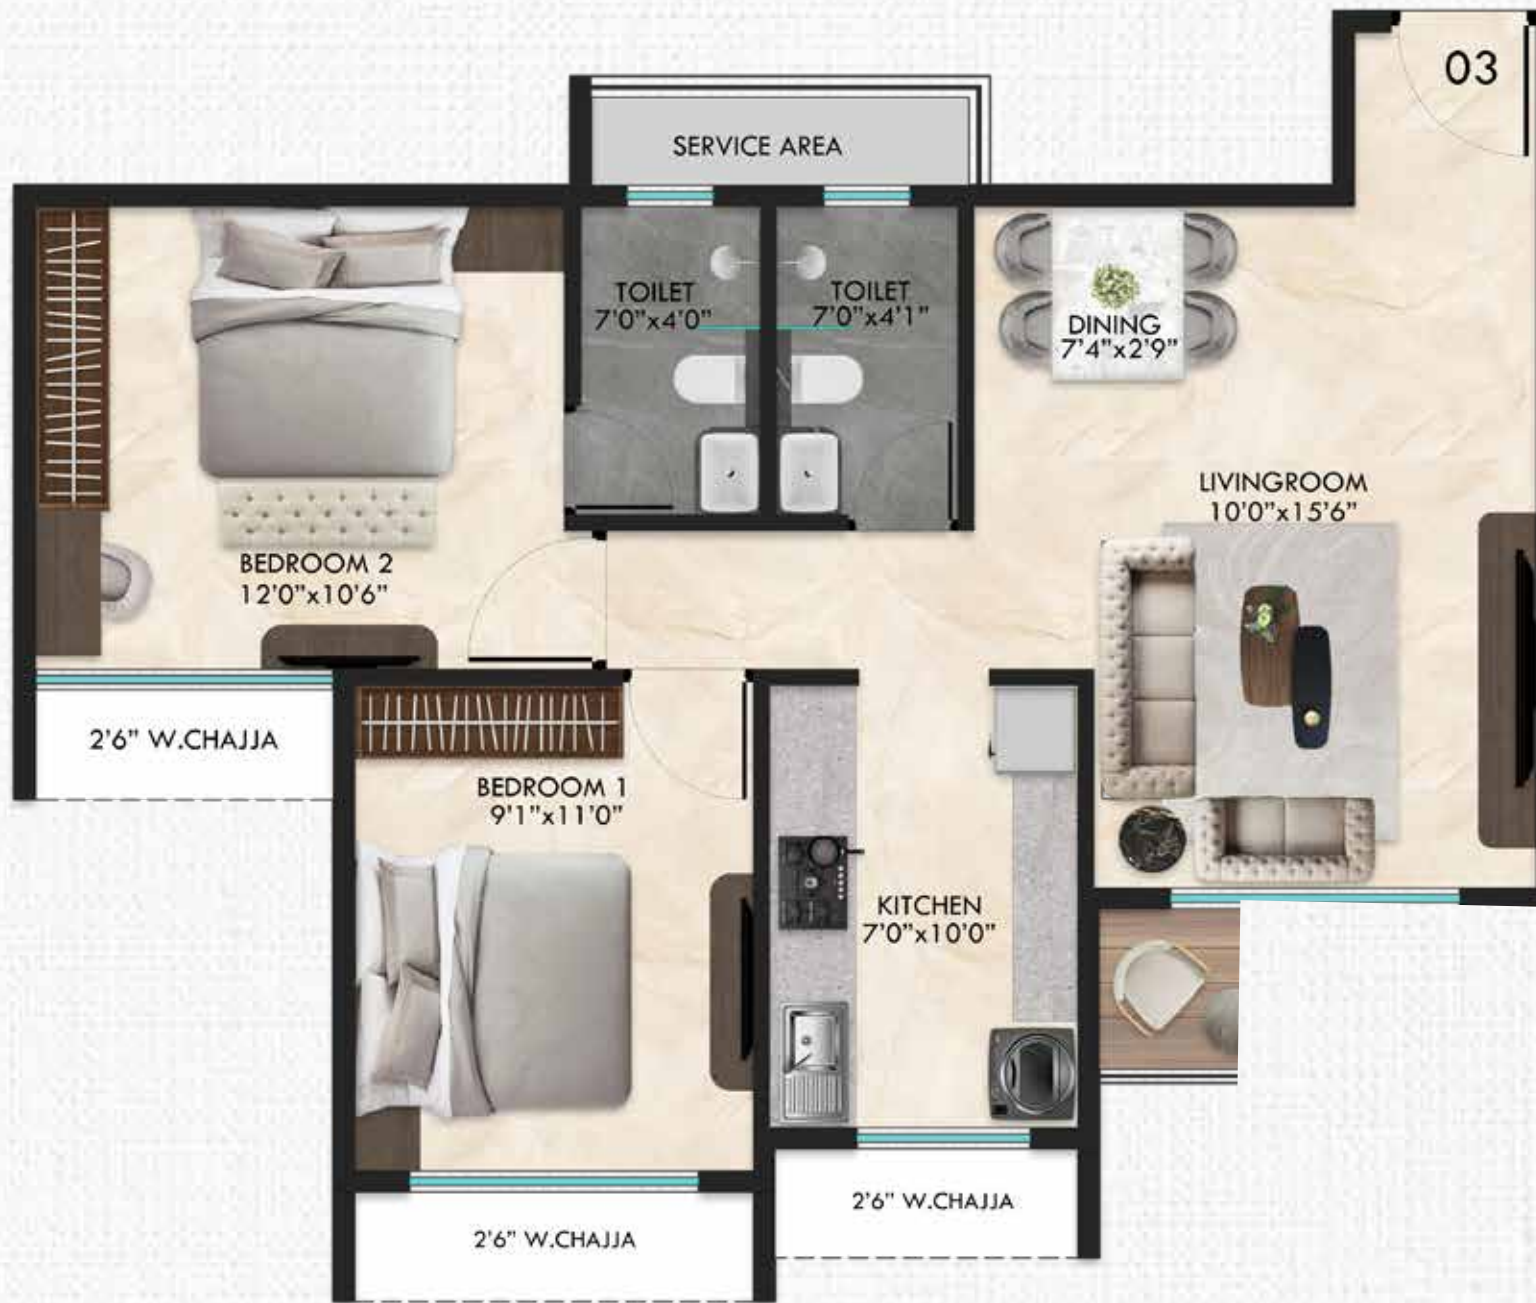 03
SERVICE AREA
TOILET
7'0"x4'0"
TOILET
7'0"x4'1"
DINING
7'4"x2'9"
LIVINGROOM
10'0"x15'6"
BEDROOM 2
12'0"x10'6"
2'6" W.CHAJJA
BEDROOM 1
9'1"x11'0"
KITCHEN
7'0"x10'0"
2'6" W.CHAJJA
2'6" W.CHAJJA